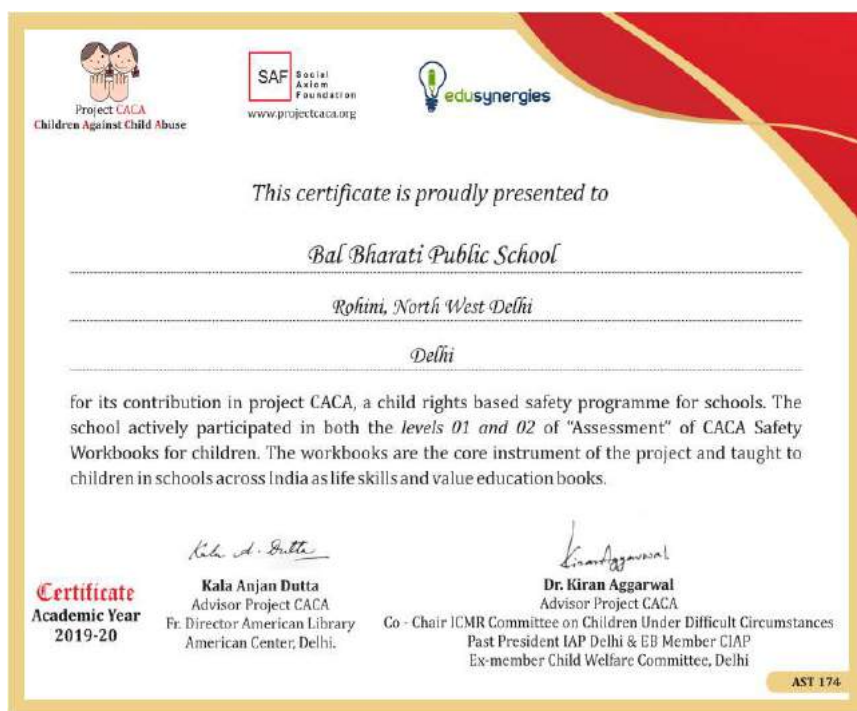 Project CACA
Children Against Child Abuse
SAF Social
Axiom
Foundation
www.projectcaca.org
edusynergies
This certificate is proudly presented to
Bal Bharati Public School
Rohini, North West Delhi
Delhi
for its contribution in project CACA, a child rights based safety programme for schools. The
school actively participated in both the levels 01 and 02 of "Assessment" of CACA Safety
Workbooks for children. The workbooks are the core instrument of the project and taught to
children in schools across India as life skills and value education books.
Kala A. Dutta
Kiran Aggarwal
Certificate
Academic Year
2019-20
Kala Anjan Dutta
Advisor Project CACA
Fr. Director American Library
American Center, Delhi.
Dr. Kiran Aggarwal
Advisor Project CACA
Co - Chair ICMR Committee on Children Under Difficult Circumstances
Past President IAP Delhi & EB Member CIAP
Ex-member Child Welfare Committee, Delhi
AST 174